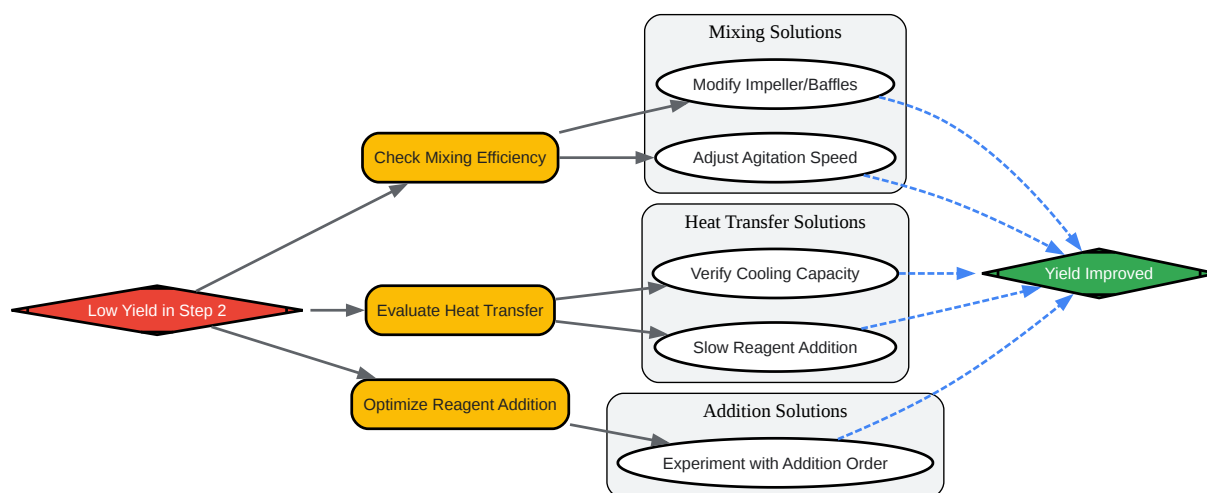 Mixing Solutions
Modify Impeller/Baffles
Check Mixing Efficiency
Adjust Agitation Speed
Heat Transfer Solutions
Verify Cooling Capacity
Yield Improved
Low Yield in Step 2
Evaluate Heat Transfer
Slow Reagent Addition
Optimize Reagent Addition
Addition Solutions
Experiment with Addition Order